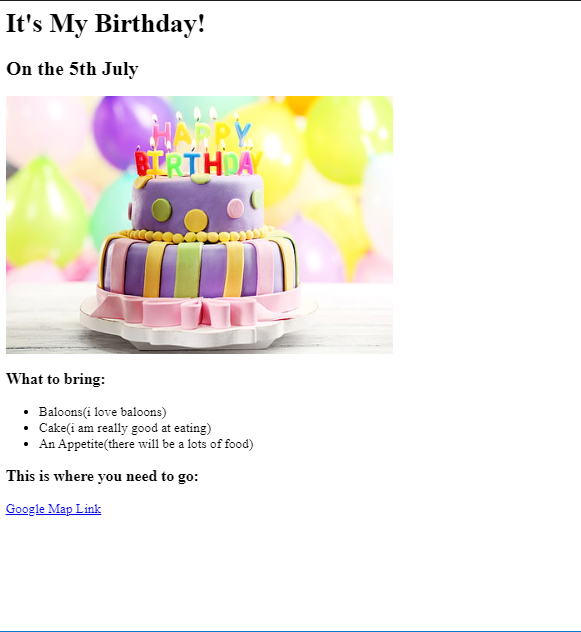 It's My Birthday!
On the 5th July
HAPPY
BIRTHDAY
What to bring:
Baloons(i love baloons)
Cake(i am really good at eating)
An Appetite(there will be a lots of food)
This is where you need to go:
Google Map Link